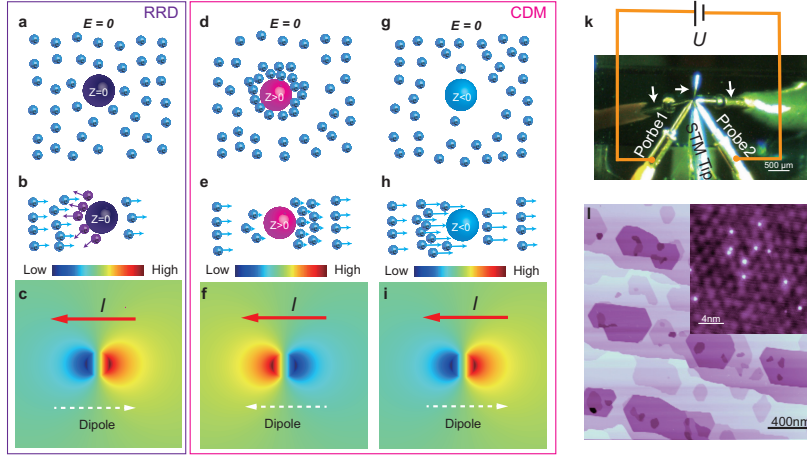 RRD
CDM
a
E = 0
Z=0
d
E = 0
Z>0
g
E = 0
Z<0
k
U
Porbe1
STM Tip
Probe2
500 μm
b
Z=0
e
Z>0
h
Z<0
Low
High
Low
High
Low
High
c
I
Dipole
f
I
Dipole
i
I
Dipole
l
4nm
400nm